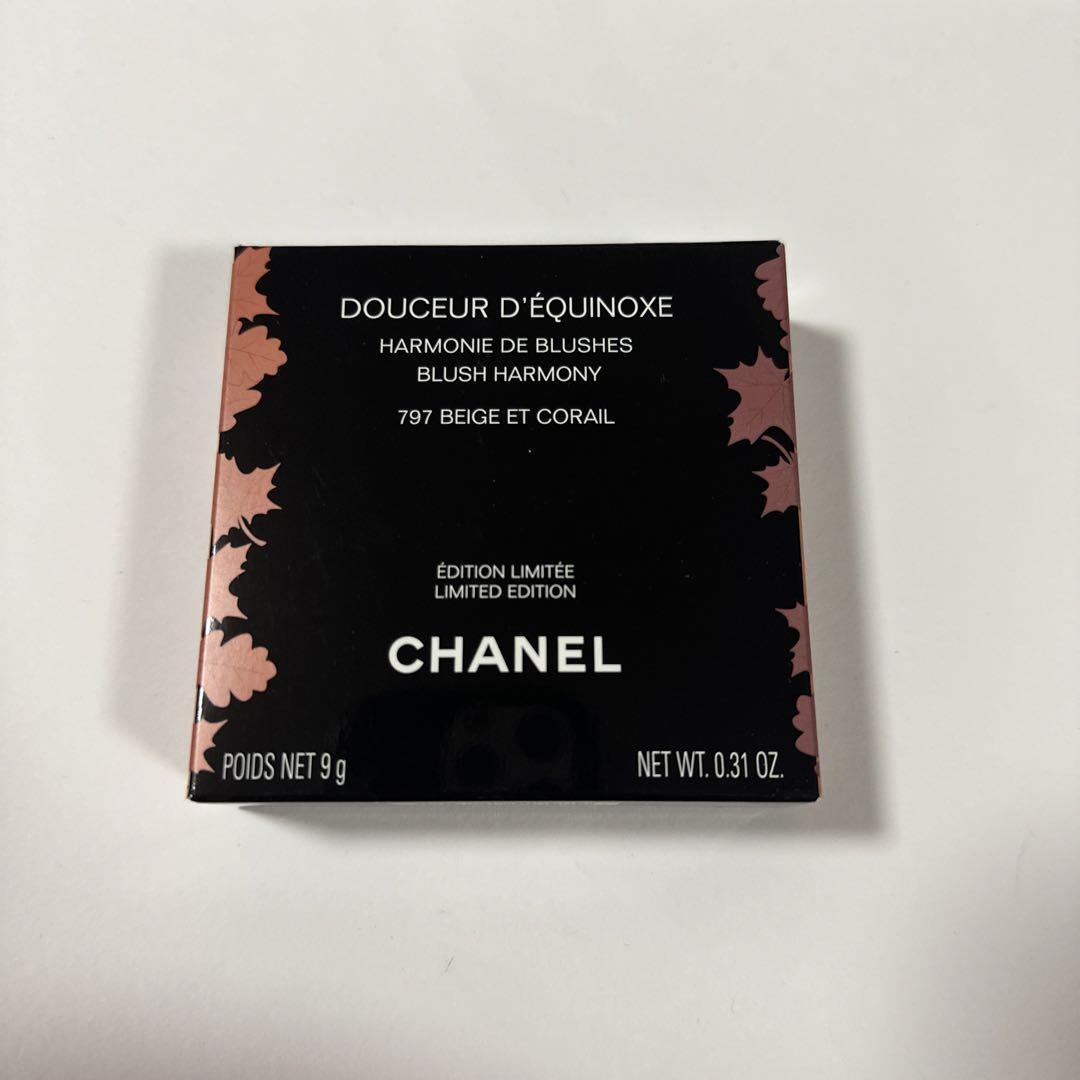 DOUCEUR D'ÉQUINOXE
HARMONIE DE BLUSHES
BLUSH HARMONY
797 BEIGE ET CORAIL
ÉDITION LIMITÉE
LIMITED EDITION
CHANEL
POIDS NET 9 g
NET WT. 0.31 OZ.